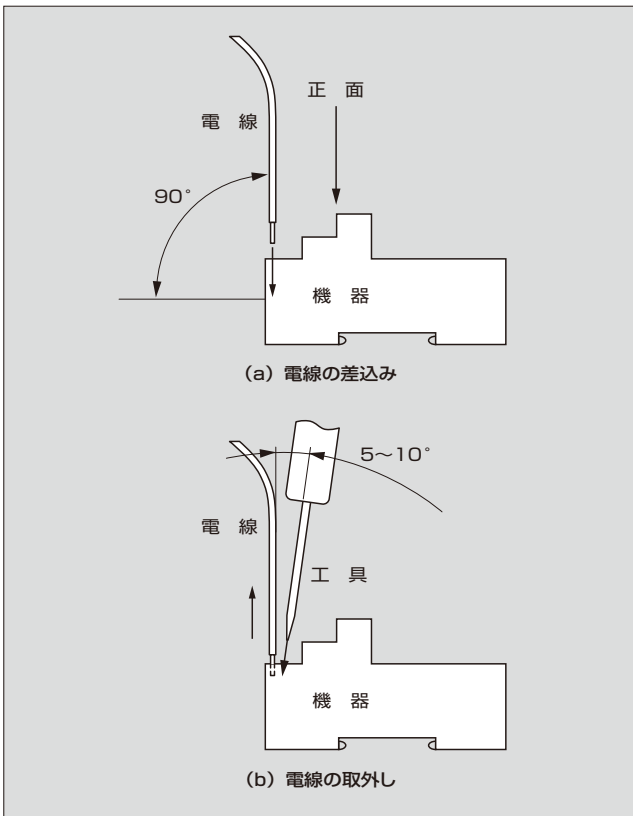 正 面
電 線
90°
機 器
(a) 電線の差込み
5～10°
電 線
工 具
機 器
(b) 電線の取外し